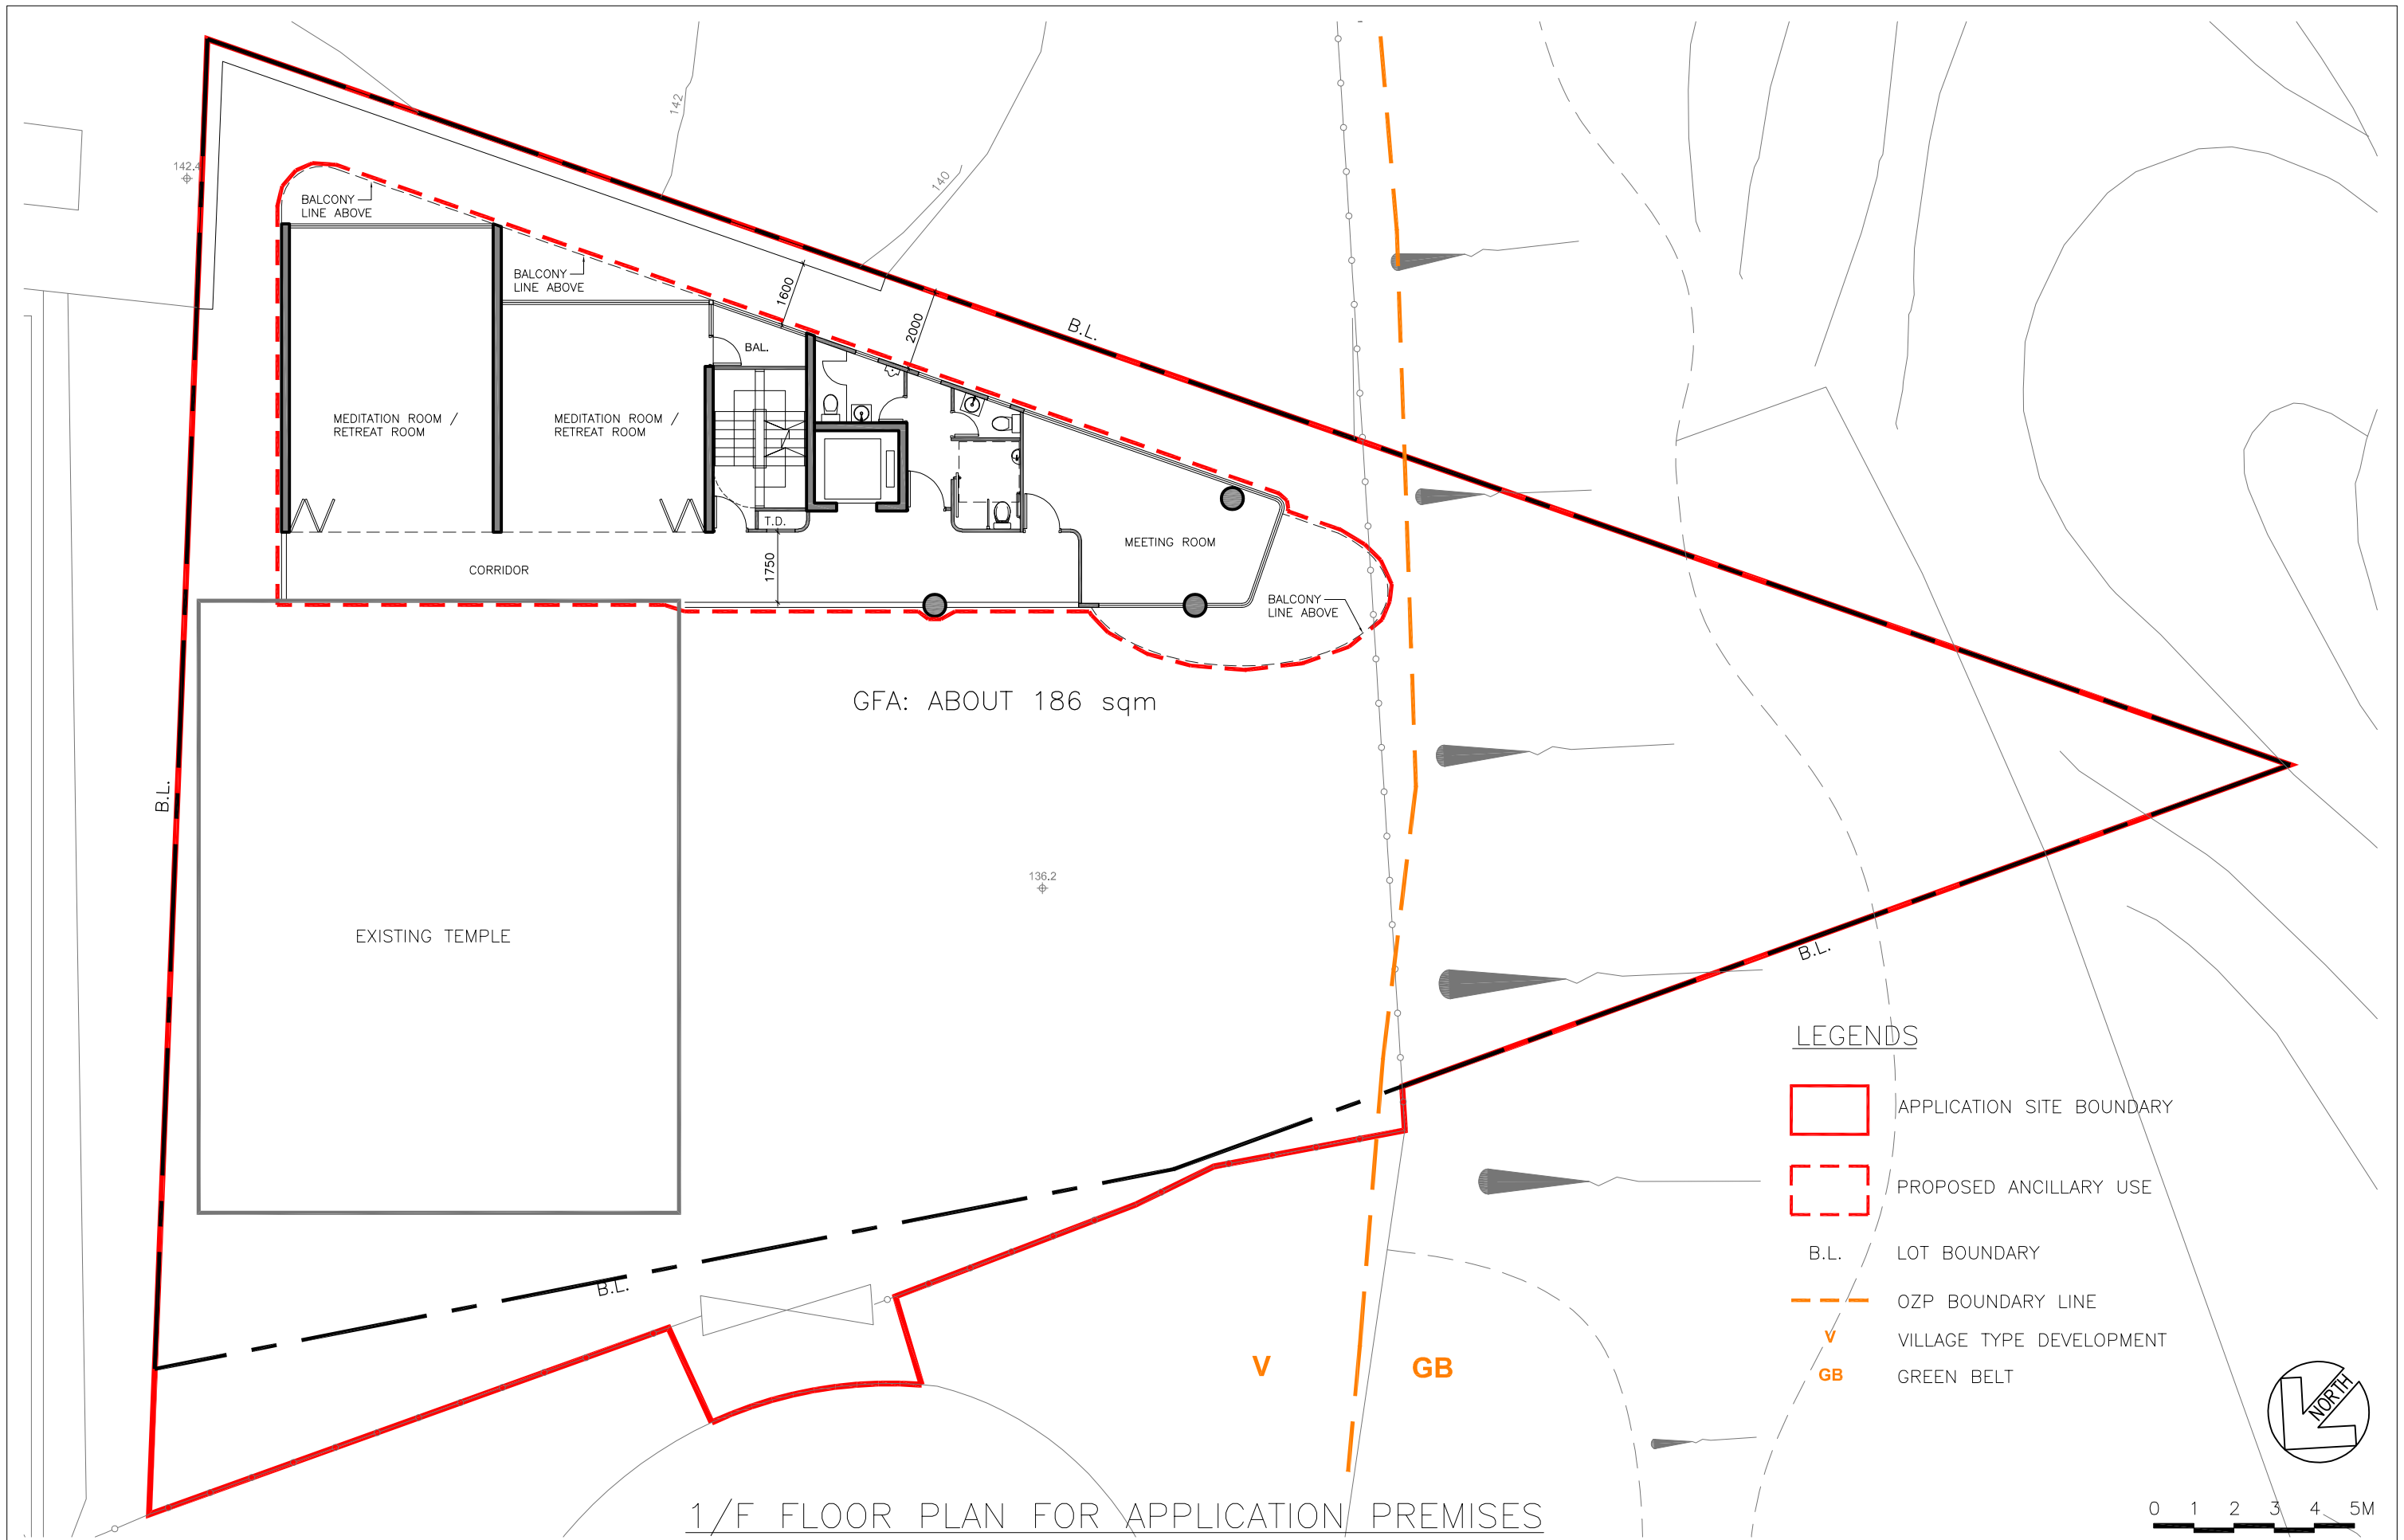 142
142.4
140
BALCONY
LINE ABOVE
BALCONY
LINE ABOVE
1600
2000
B.L.
BAL.
MEDITATION ROOM /
RETREAT ROOM
MEDITATION ROOM /
RETREAT ROOM
T.D.
MEETING ROOM
CORRIDOR
1750
BALCONY
LINE ABOVE
GFA: ABOUT 186 sqm
B.L.
136.2
EXISTING TEMPLE
B.L.
B.L.
LEGENDS
APPLICATION SITE BOUNDARY
PROPOSED ANCILLARY USE
B.L. LOT BOUNDARY
OZP BOUNDARY LINE
V VILLAGE TYPE DEVELOPMENT
GB GREEN BELT
V GB
NORTH
1/F FLOOR PLAN FOR APPLICATION PREMISES
0 1 2 3 4 5M